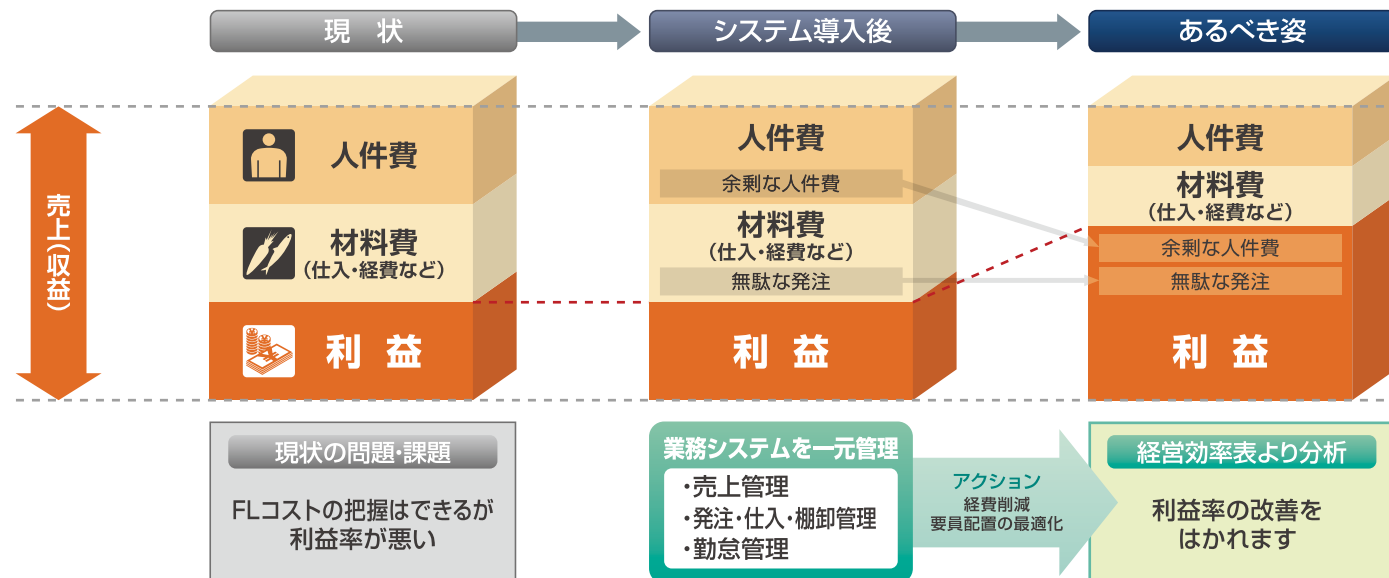 現 状
システム導入後
あるべき姿
売上(収益)
人件費
材料費
(仕入・経費など)
利 益
人件費
余剰な人件費
材料費
(仕入・経費など)
無駄な発注
利 益
人件費
材料費
(仕入・経費など)
余剰な人件費
無駄な発注
利 益
現状の問題・課題
FLコストの把握はできるが
利益率が悪い
業務システムを一元管理
・売上管理
・発注・仕入・棚卸管理
・勤怠管理
アクション
経費削減
要員配置の最適化
経営効率表より分析
利益率の改善を
はかれます